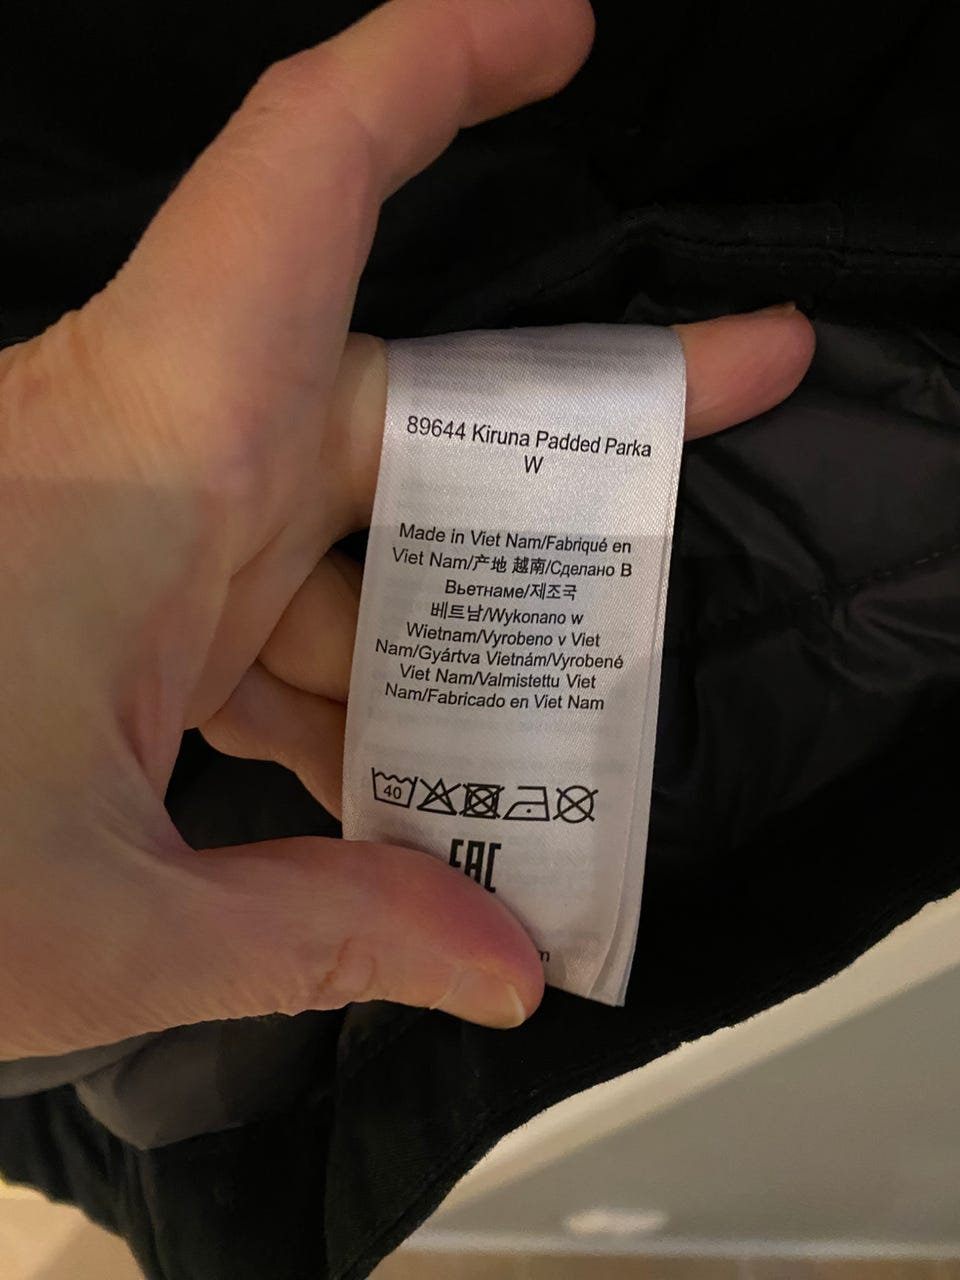 89644 Kiruna Padded Parka
W
Made in Viet Nam/Fabriqué en
Viet Nam/产地 越南/Сделано В
Вьетнаме/제조국
베트남/Wykonano w
Wietnam/Vyrobeno v Viet
Nam/Gyártva Vietnám/Vyrobené
Viet Nam/Valmistettu Viet
Nam/Fabricado en Viet Nam
40
EAC